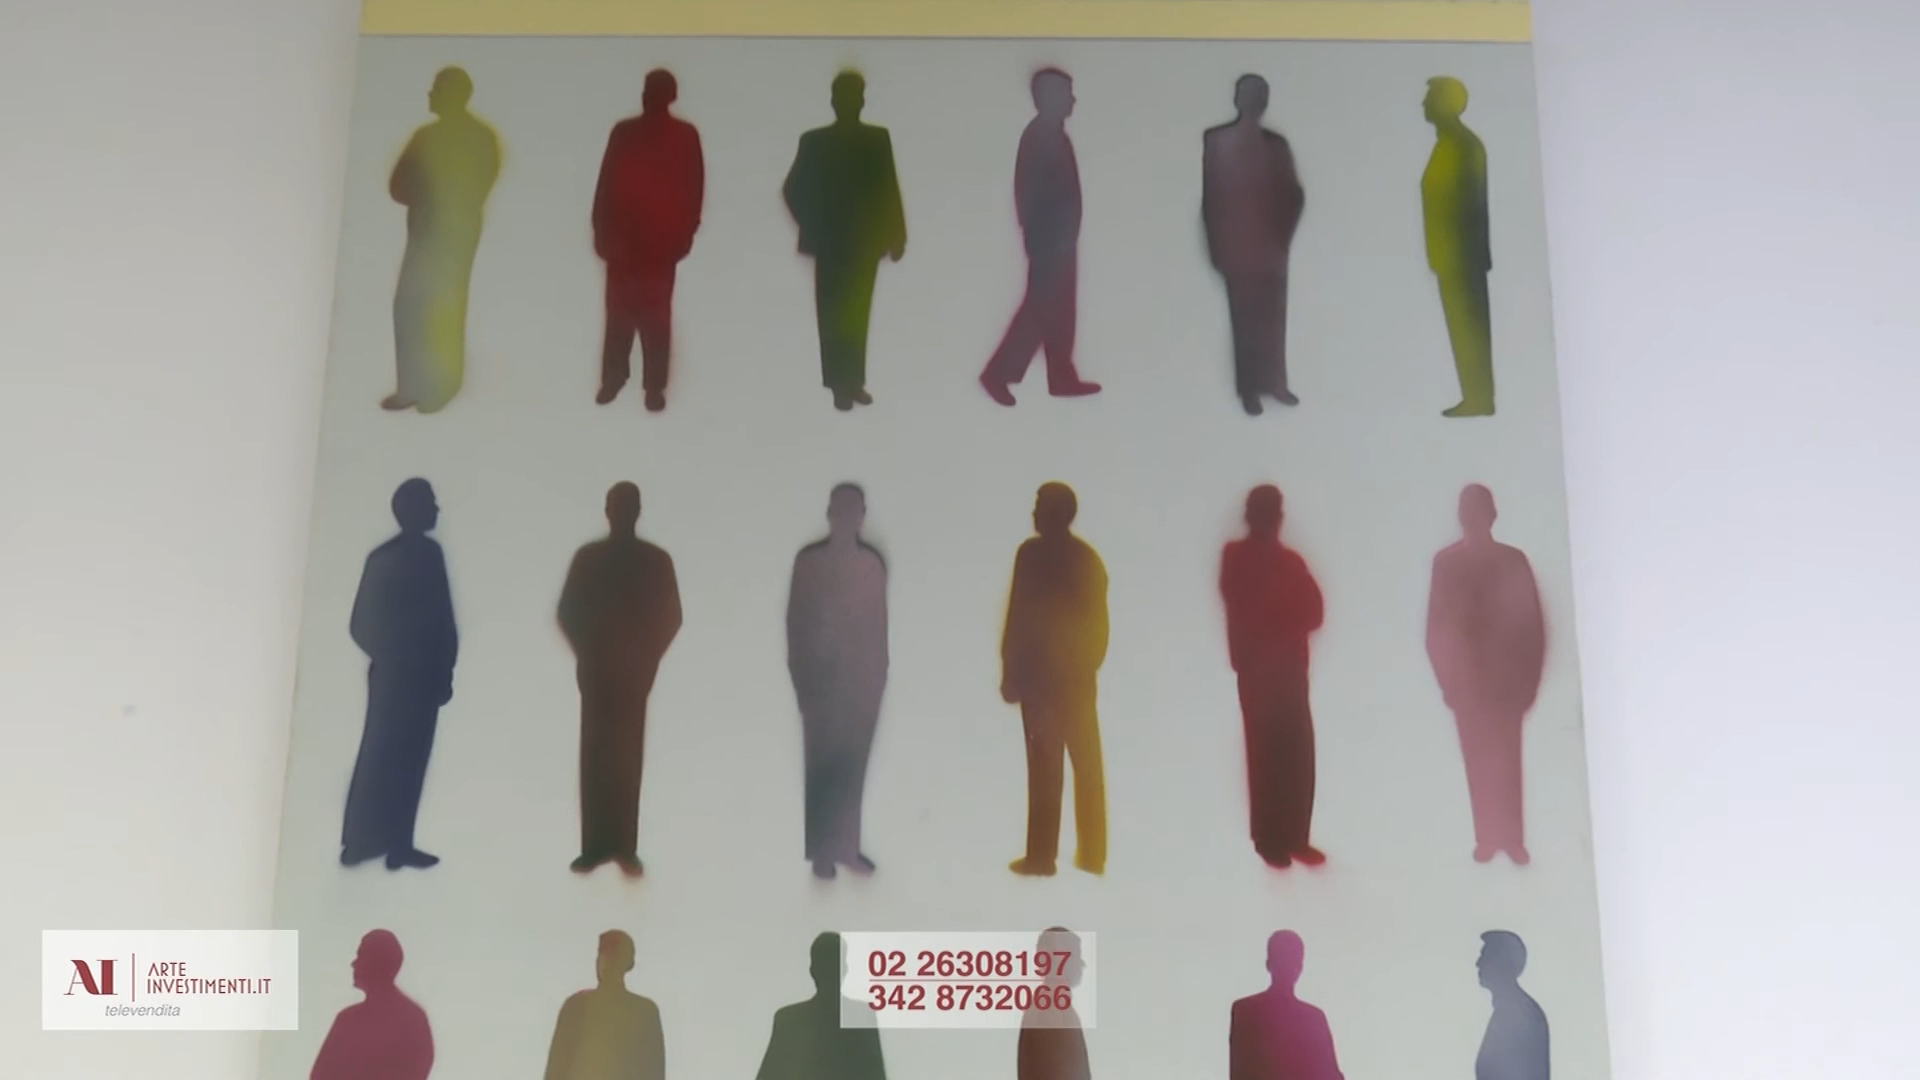 AI
ARTE
INVESTIMENTI.IT
televendita
02 26308197
342 8732066